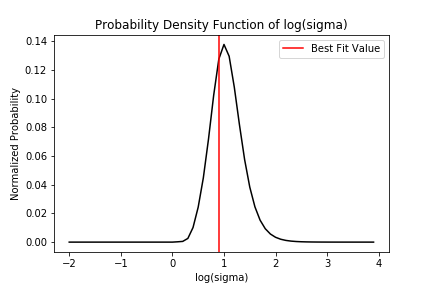 Probability Density Function of log(sigma)
Best Fit Value
Normalized Probability
0.14
0.12
0.10
0.08
0.06
0.04
0.02
0.00
−2 −1 0 1 2 3 4
log(sigma)